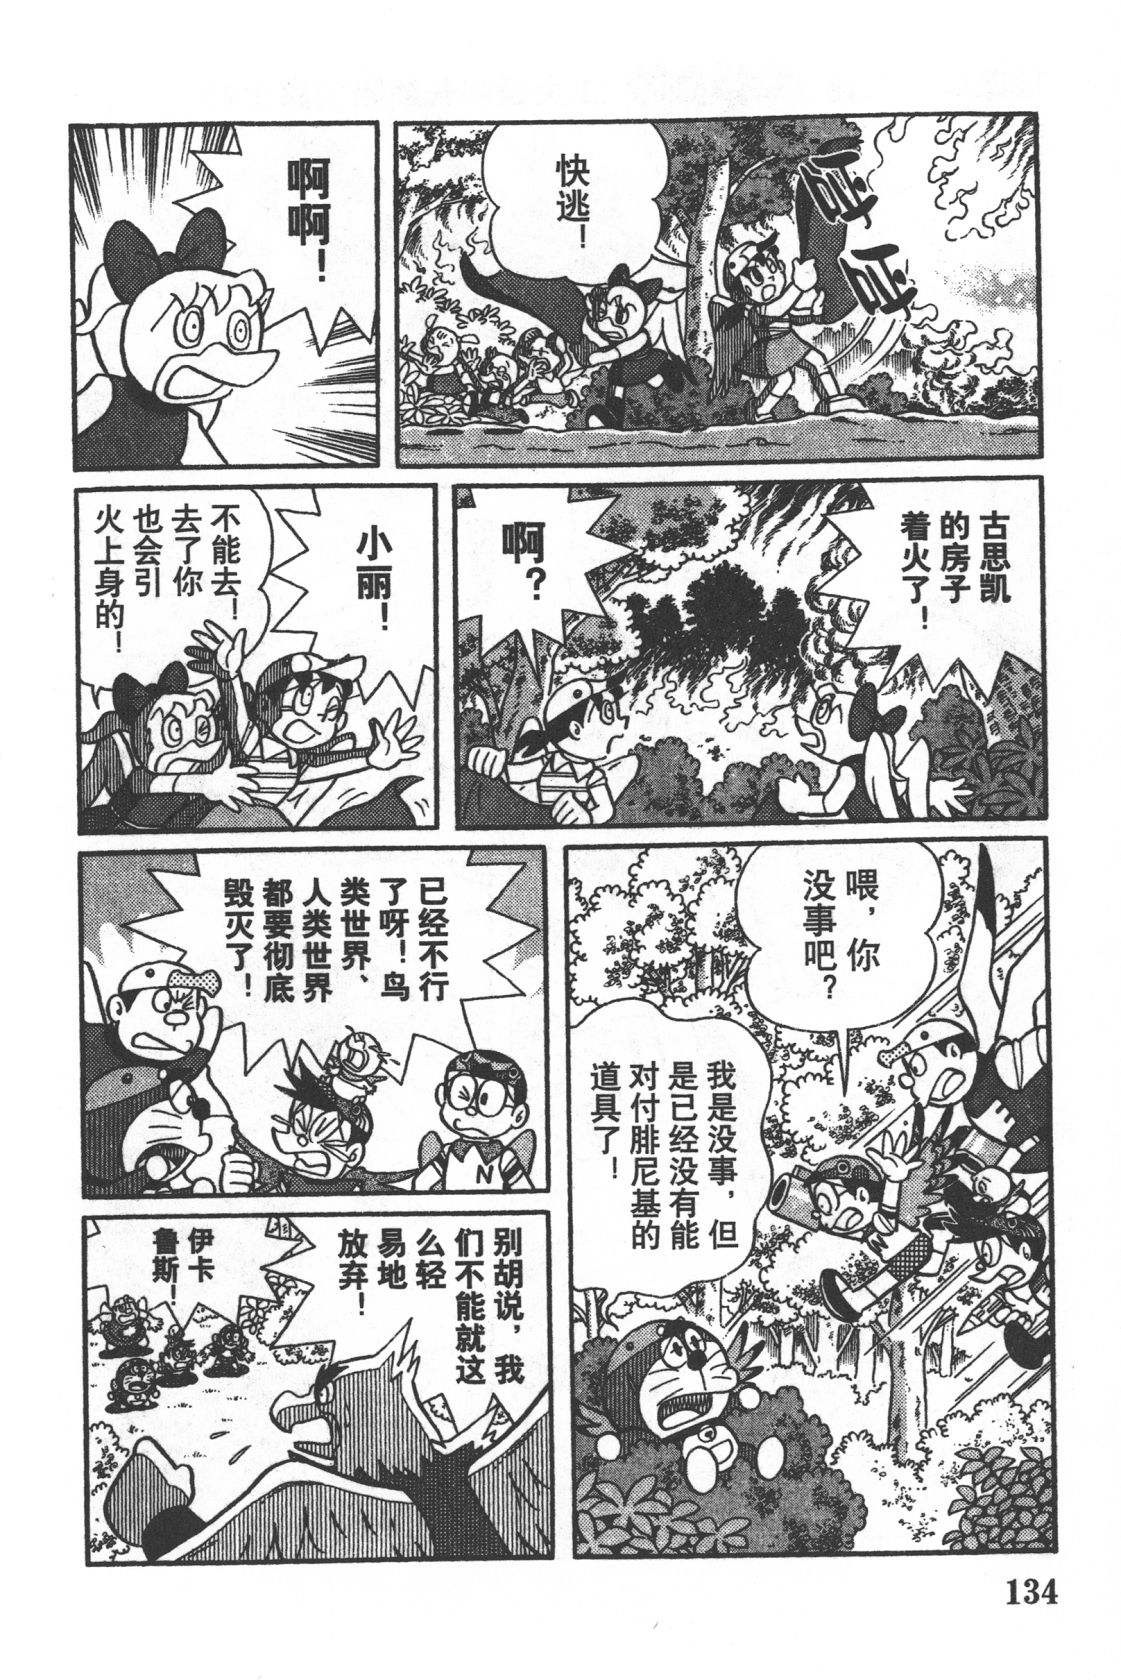 快
逃！
呼
呼
啊
啊！
古思凯
的房子
着火了！
啊？
小
丽！
不能去！
去了你
也会引
火上身的！
喂，你
没事吧？
我是没事，但
是已经没有能
对付腓尼基的
道具了！
已经不行
了呀！鸟
类世界、
人类世界
都要彻底
毁灭了！
别胡说，我
们不能就这
么轻
易地
放弃！
伊卡
鲁斯！
N
N
134